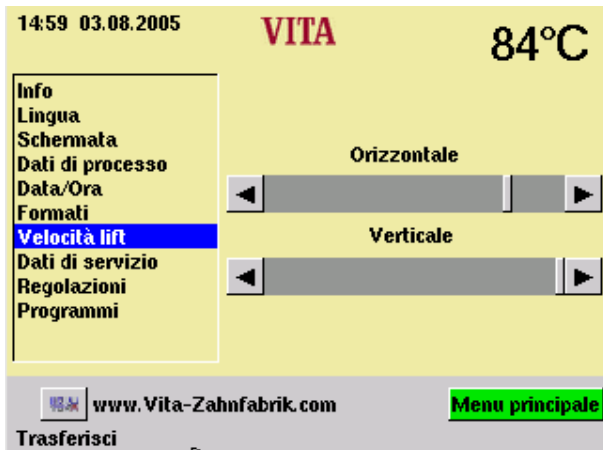 14:59 03.08.2005
VITA
84°C
Info
Lingua
Schermata
Dati di processo
Data/Ora
Formati
Velocità lift
Dati di servizio
Regolazioni
Programmi
Orizzontale
Verticale
www.Vita-Zahnfabrik.com
Menu principale
Trasferisci